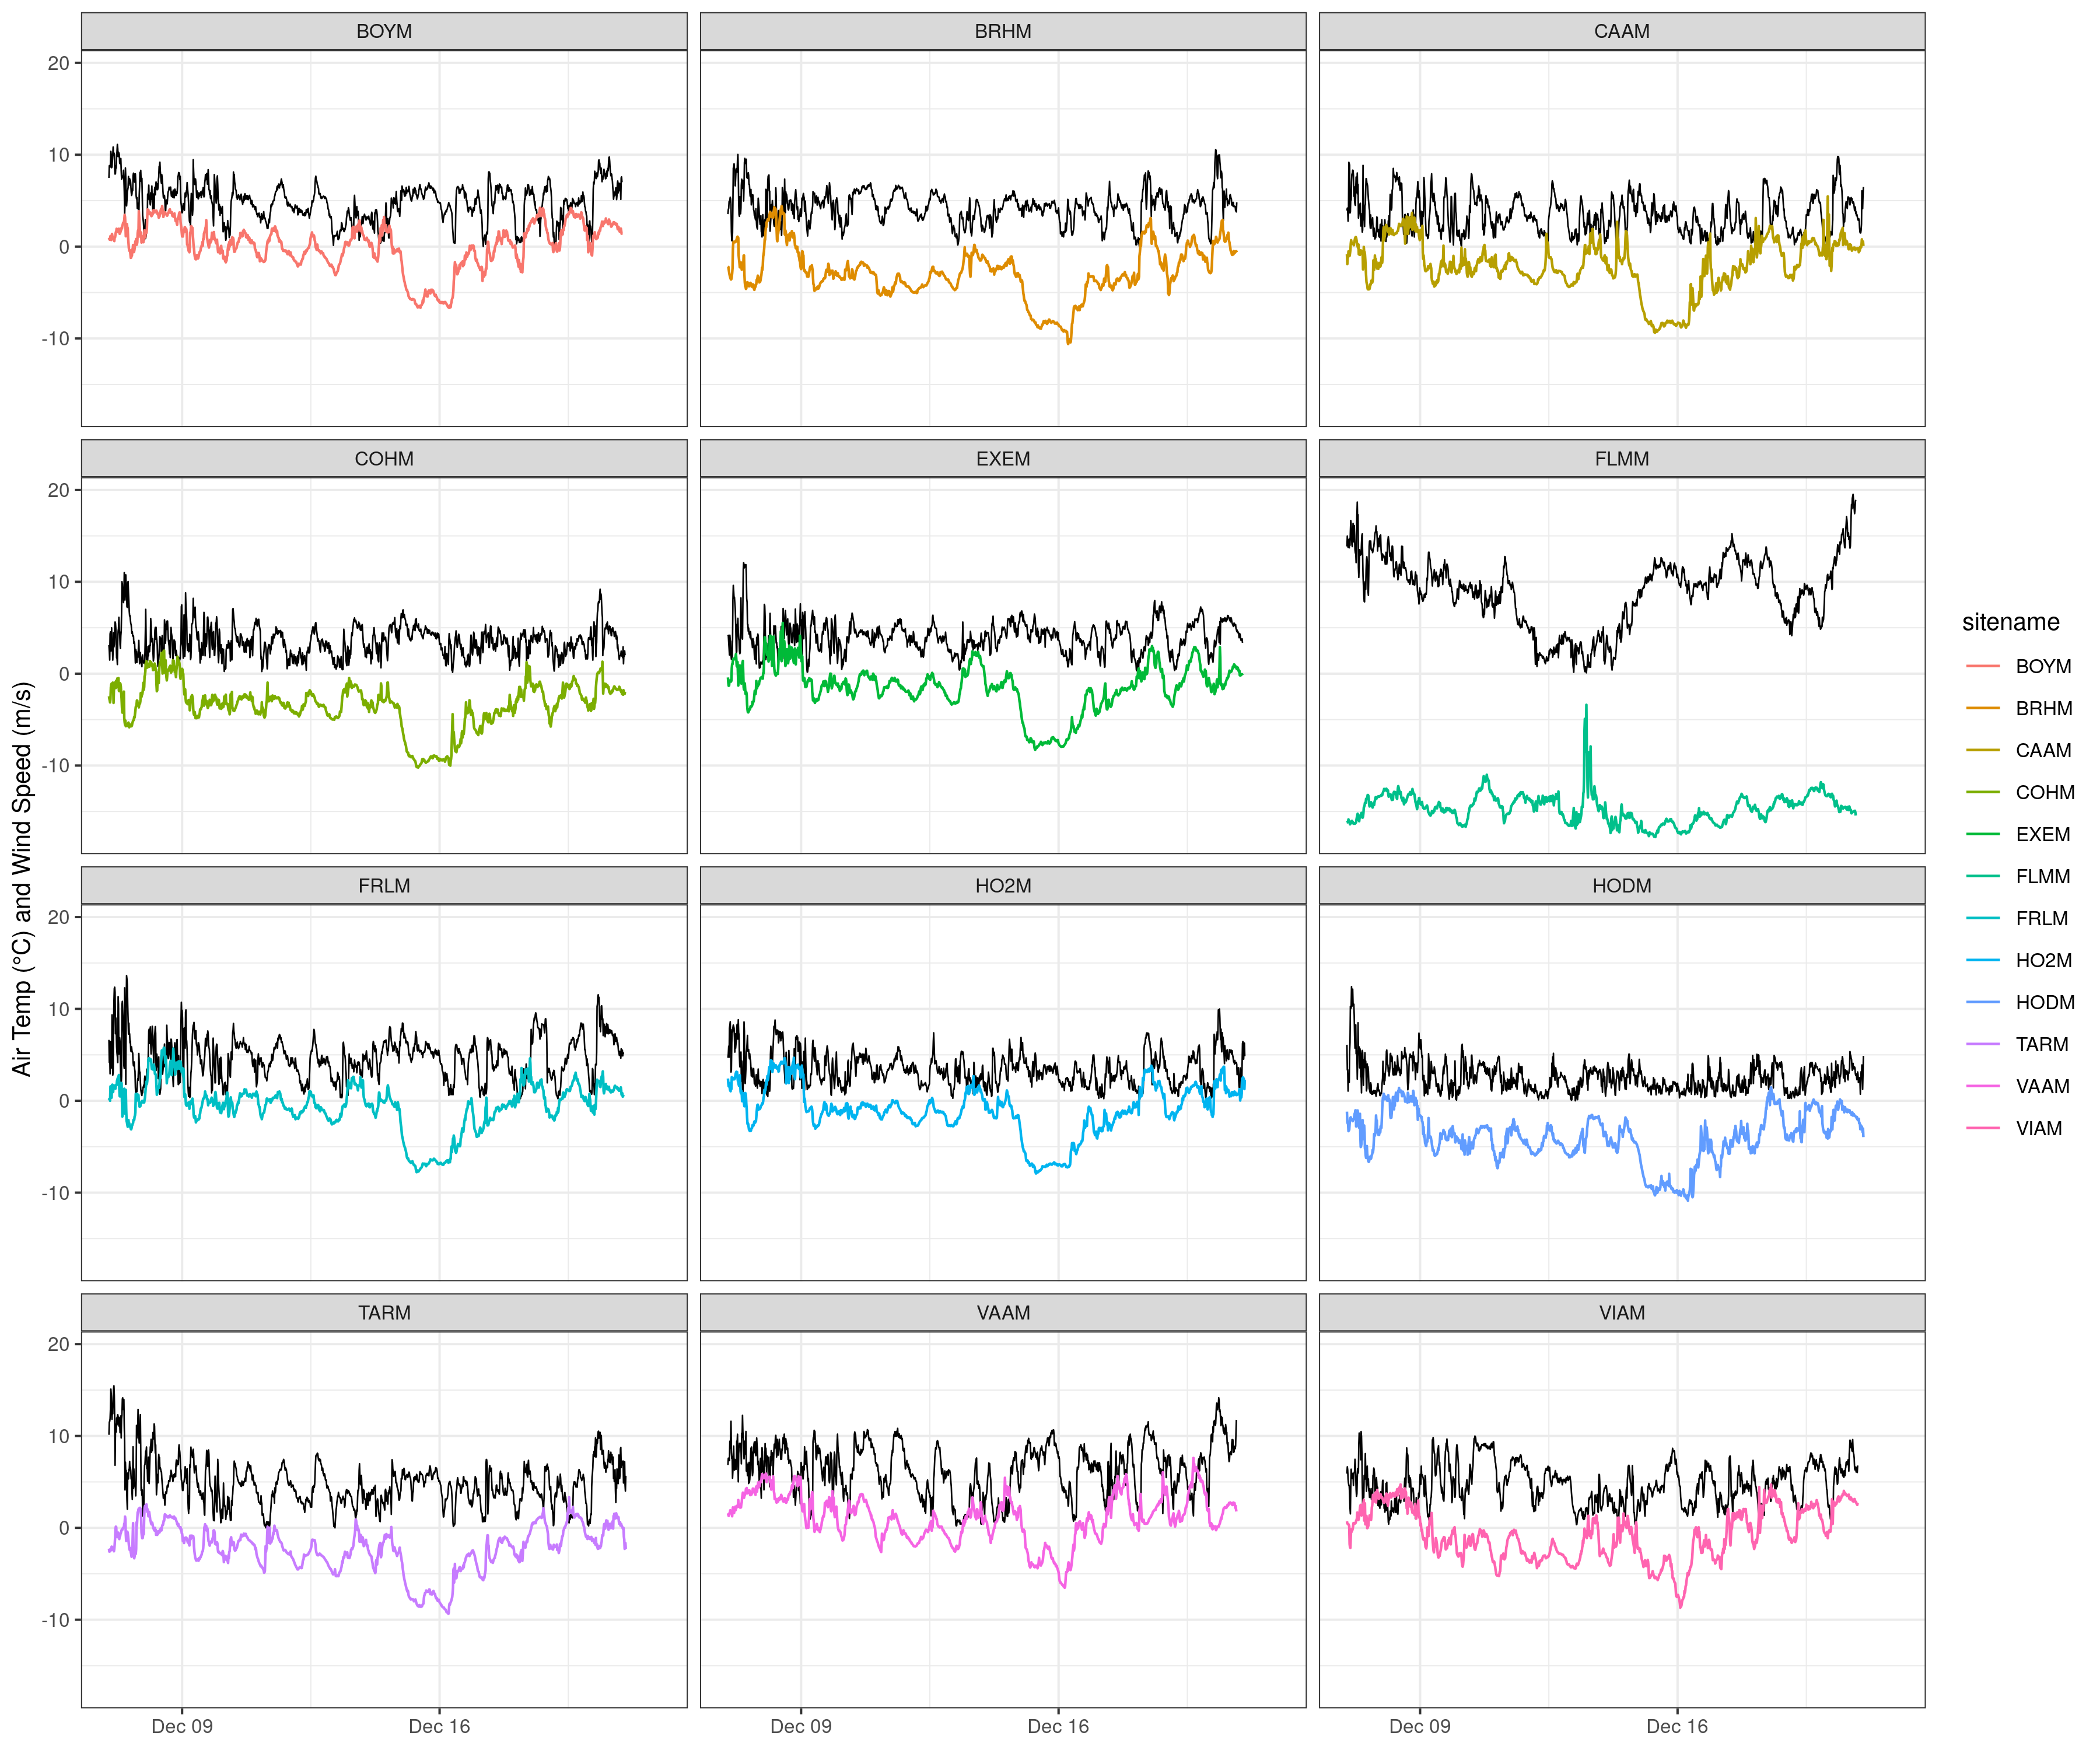 BOYM BRHM CAAM
20
10
0
-10
COHM EXEM FLMM
20
10
0
-10
FRLM HO2M HODM
20
10
0
-10
TARM VAAM VIAM
20
10
0
-10
Dec 09 Dec 16 Dec 09 Dec 16 Dec 09 Dec 16
Air Temp (°C) and Wind Speed (m/s)
sitename
BOYM
BRHM
CAAM
COHM
EXEM
FLMM
FRLM
HO2M
HODM
TARM
VAAM
VIAM